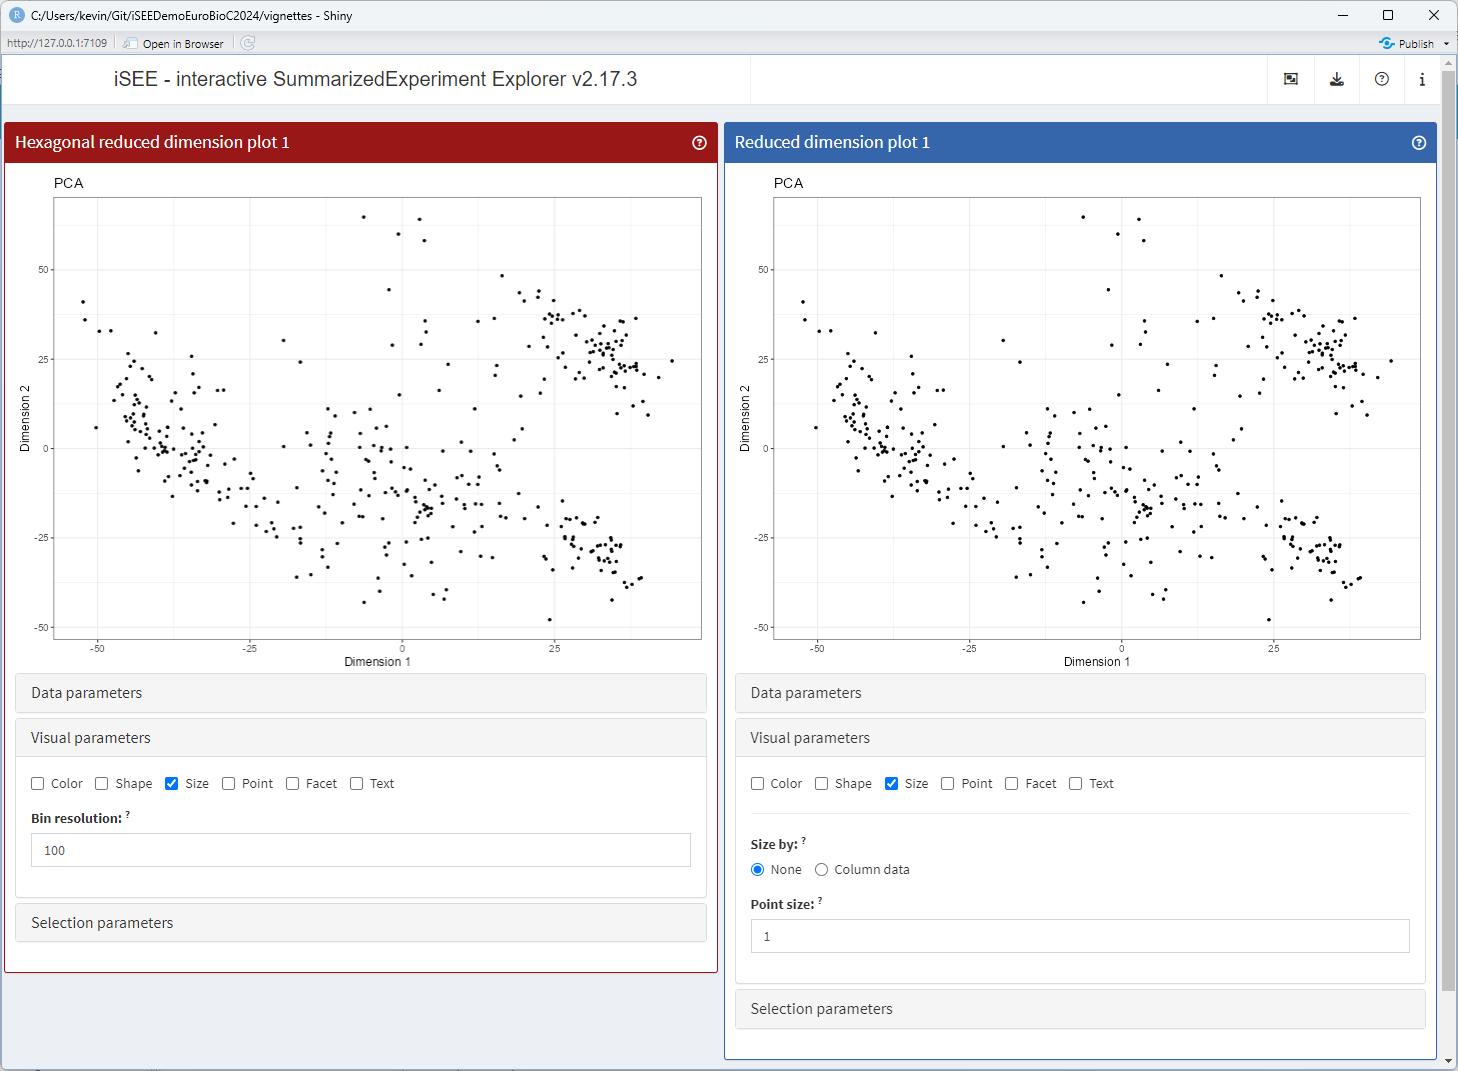 R C:/Users/kevin/Git/iSEEDemoEuroBioC2024/vignettes - Shiny
http://127.0.0.1:7109 Open in Browser Publish
iSEE - interactive SummarizedExperiment Explorer v2.17.3
Hexagonal reduced dimension plot 1
PCA
50
25
0
-25
-50
Dimension 2
-50 -25 0 25
Dimension 1
Data parameters
Visual parameters
Color Shape Size Point Facet Text
Bin resolution: ?
100
Selection parameters
Reduced dimension plot 1
PCA
50
25
0
-25
-50
Dimension 2
-50 -25 0 25
Dimension 1
Data parameters
Visual parameters
Color Shape Size Point Facet Text
Size by: ?
None Column data
Point size: ?
1
Selection parameters